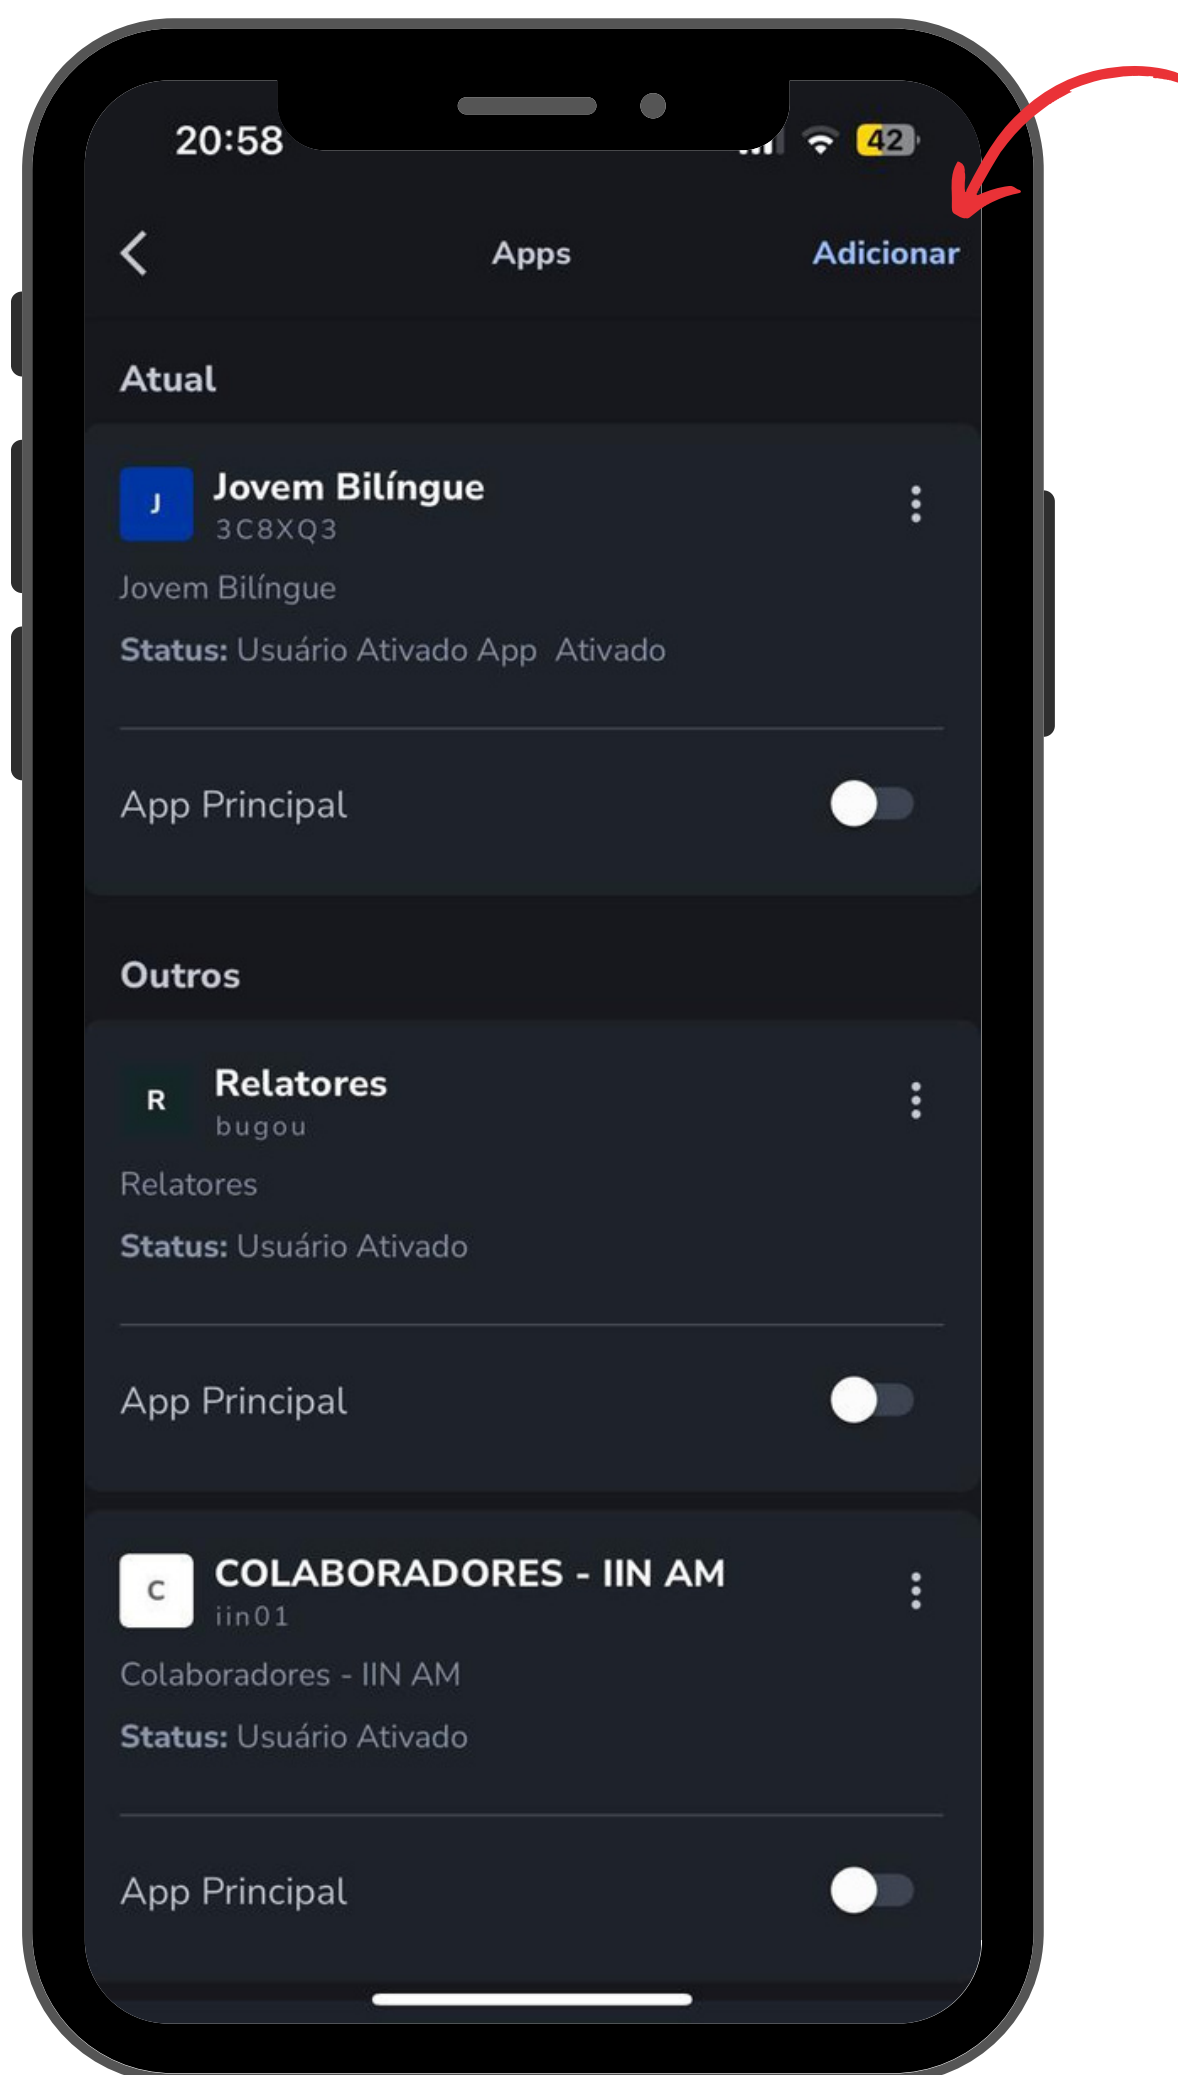 20:58
42
Apps
Adicionar
Atual
J
Jovem Bilíngue
3C8XQ3
Jovem Bilíngue
Status: Usuário Ativado App  Ativado
App Principal
Outros
R
Relatores
bugou
Relatores
Status: Usuário Ativado
App Principal
C
COLABORADORES - IIN AM
iin01
Colaboradores - IIN AM
Status: Usuário Ativado
App Principal